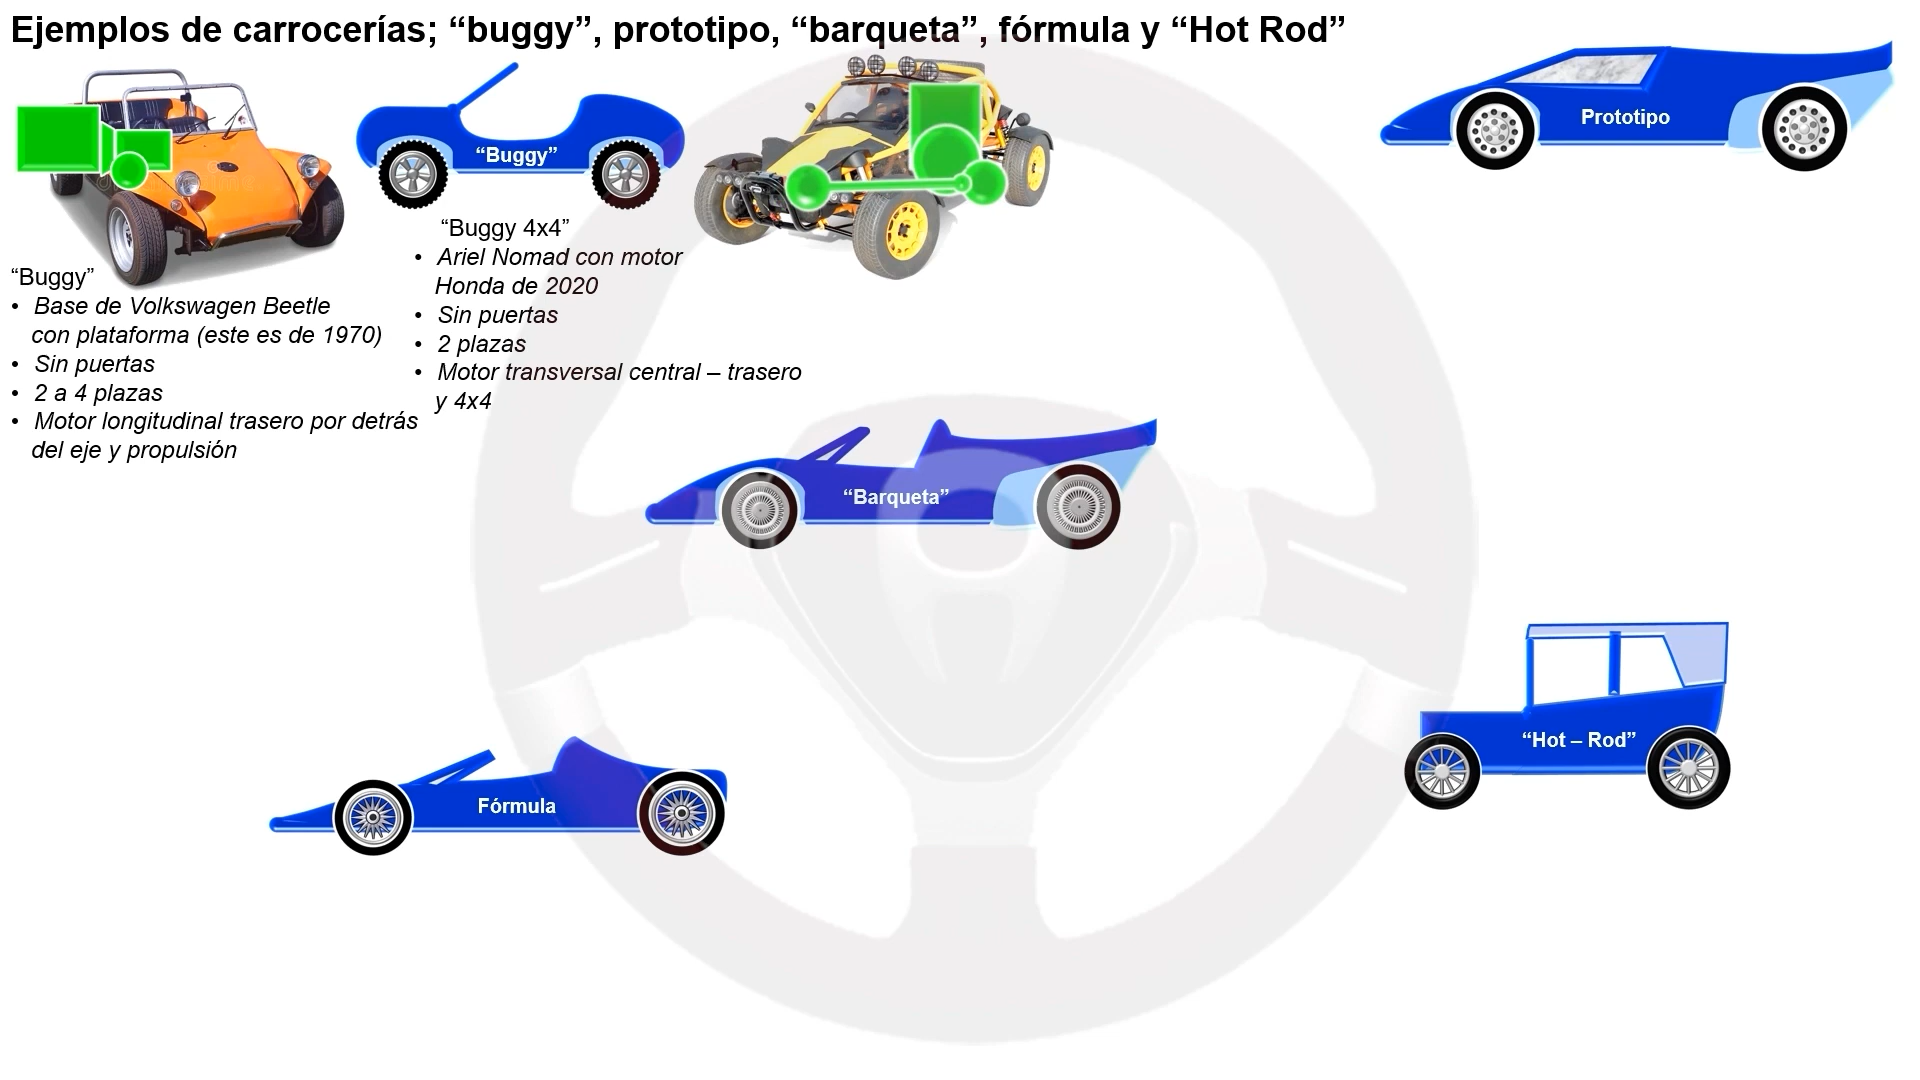 Ejemplos de carrocerías; “buggy”, prototipo, “barqueta”, fórmula y “Hot Rod”
“Buggy”
Prototipo
“Buggy 4x4”
• Ariel Nomad con motor
Honda de 2020
• Sin puertas
• 2 plazas
• Motor transversal central – trasero
y 4x4
“Buggy”
• Base de Volkswagen Beetle
con plataforma (este es de 1970)
• Sin puertas
• 2 a 4 plazas
• Motor longitudinal trasero por detrás
del eje y propulsión
“Barqueta”
“Hot – Rod”
Fórmula